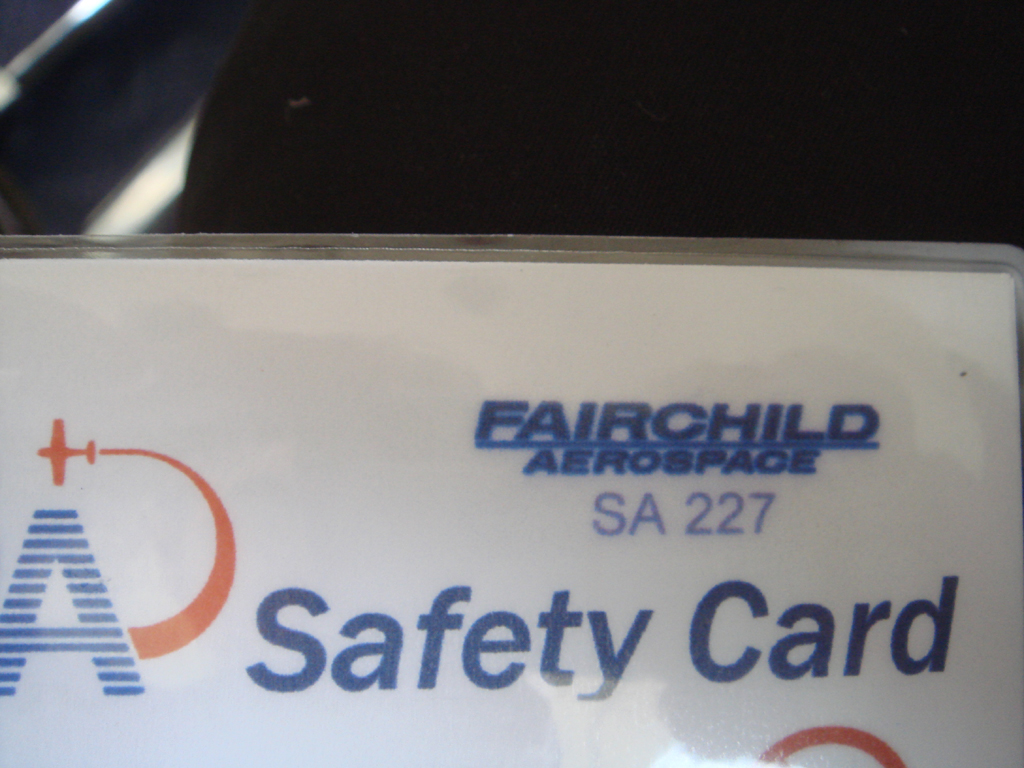 FAIRCHILD
AEROSPACE
SA 227
A
Safety Card